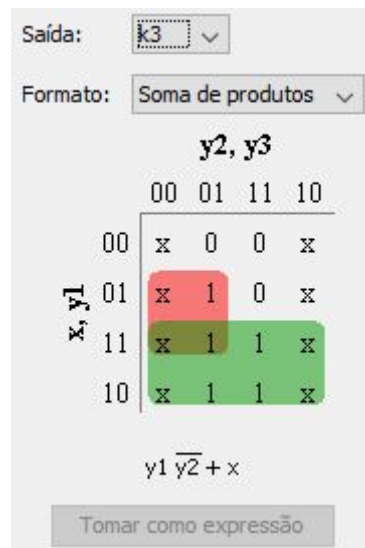 Saída: k3
Formato: Soma de produtos
y2, y3
00 01 11 10
00 x 0 0 x
01 x 1 0 x
x, y1
11 x 1 1 x
10 x 1 1 x
y1 y2̅ + x
Tomar como expressão